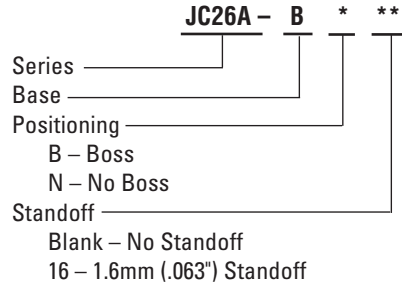 JC26A – B * **
Series
Base
Positioning
B – Boss
N – No Boss
Standoff
Blank – No Standoff
16 – 1.6mm (.063") Standoff